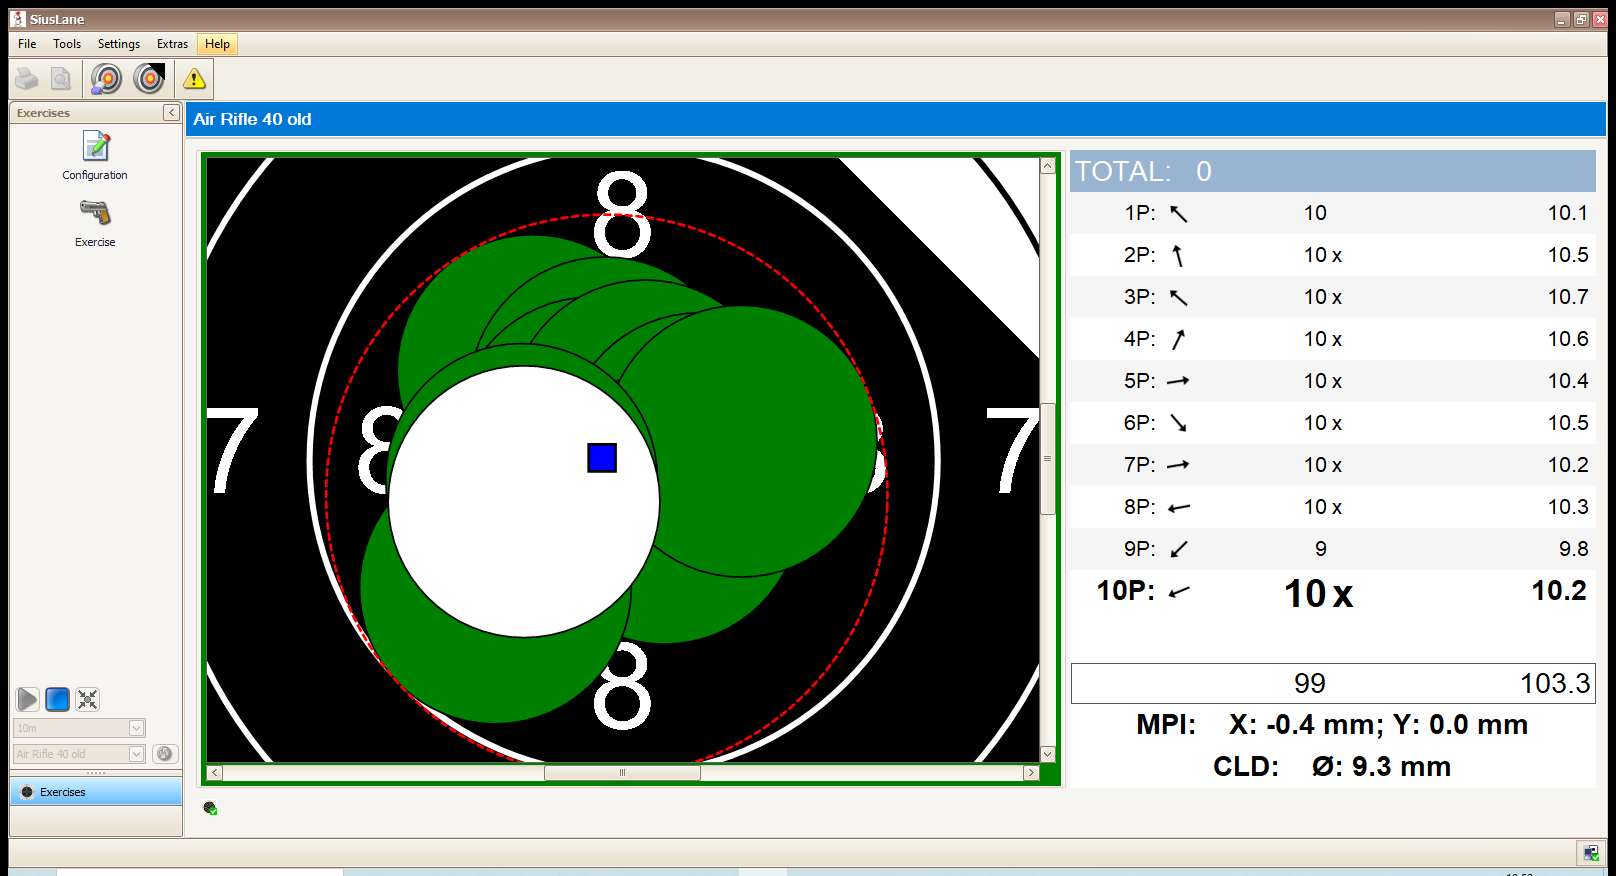 SiusLane
File Tools Settings Extras Help
Exercises
Configuration
Exercise
10m
Air Rifle 40 old
Exercises
Air Rifle 40 old
8
7 8 7
8
TOTAL: 0
1P: 10 10.1
2P: 10 x 10.5
3P: 10 x 10.7
4P: 10 x 10.6
5P: 10 x 10.4
6P: 10 x 10.5
7P: 10 x 10.2
8P: 10 x 10.3
9P: 9 9.8
10P: 10 x 10.2
99 103.3
MPI: X: -0.4 mm; Y: 0.0 mm
CLD: Ø: 9.3 mm